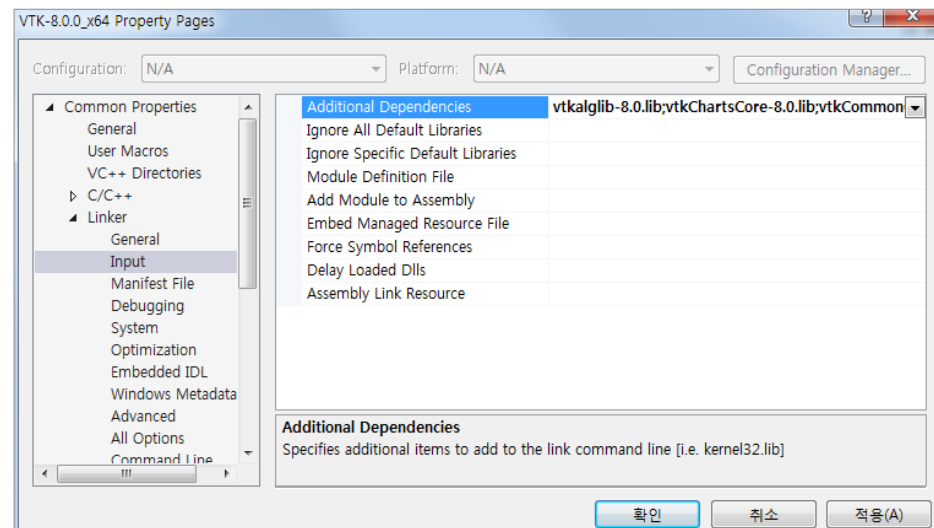 VTK-8.0.0_x64 Property Pages
Configuration: N/A Platform: N/A Configuration Manager...
Common Properties
General
User Macros
VC++ Directories
C/C++
Linker
General
Input
Manifest File
Debugging
System
Optimization
Embedded IDL
Windows Metadata
Advanced
All Options
Command Line
Additional Dependencies vtkalglib-8.0.lib;vtkChartsCore-8.0.lib;vtkCommon
Ignore All Default Libraries
Ignore Specific Default Libraries
Module Definition File
Add Module to Assembly
Embed Managed Resource File
Force Symbol References
Delay Loaded Dlls
Assembly Link Resource
Additional Dependencies
Specifies additional items to add to the link command line [i.e. kernel32.lib]
확인 취소 적용(A)